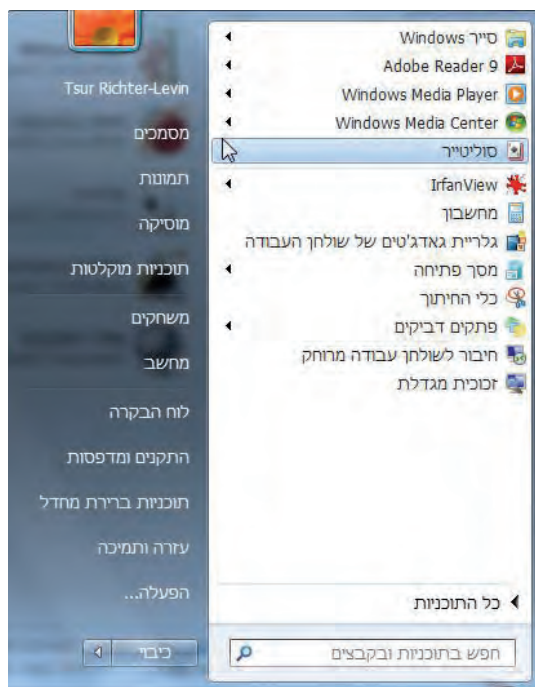 סייר Windows
Adobe Reader 9
Windows Media Player
Windows Media Center
סוליטייר
IrfanView
מחשבון
גלריית גאדג'טים של שולחן העבודה
מסך פתיחה
כלי החיתוך
פתקים דביקים
חיבור לשולחן עבודה מרוחק
זכוכית מגדלת
כל התוכניות
חפש בתוכניות ובקבצים
Tsur Richter-Levin
מסמכים
תמונות
מוסיקה
תוכניות מוקלטות
משחקים
מחשב
לוח הבקרה
התקנים ומדפסות
תוכניות ברירת מחדל
עזרה ותמיכה
הפעלה...
כיבוי